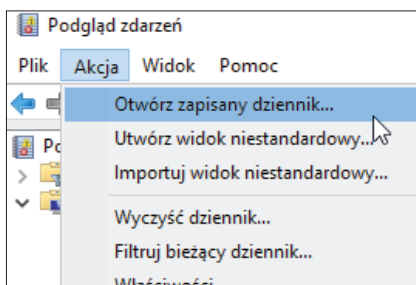 Podgląd zdarzeń
Plik Akcja Widok Pomoc
Otwórz zapisany dziennik...
Utwórz widok niestandardowy...
Importuj widok niestandardowy...
Wyczyść dziennik...
Filtruj bieżący dziennik...
Właściwości